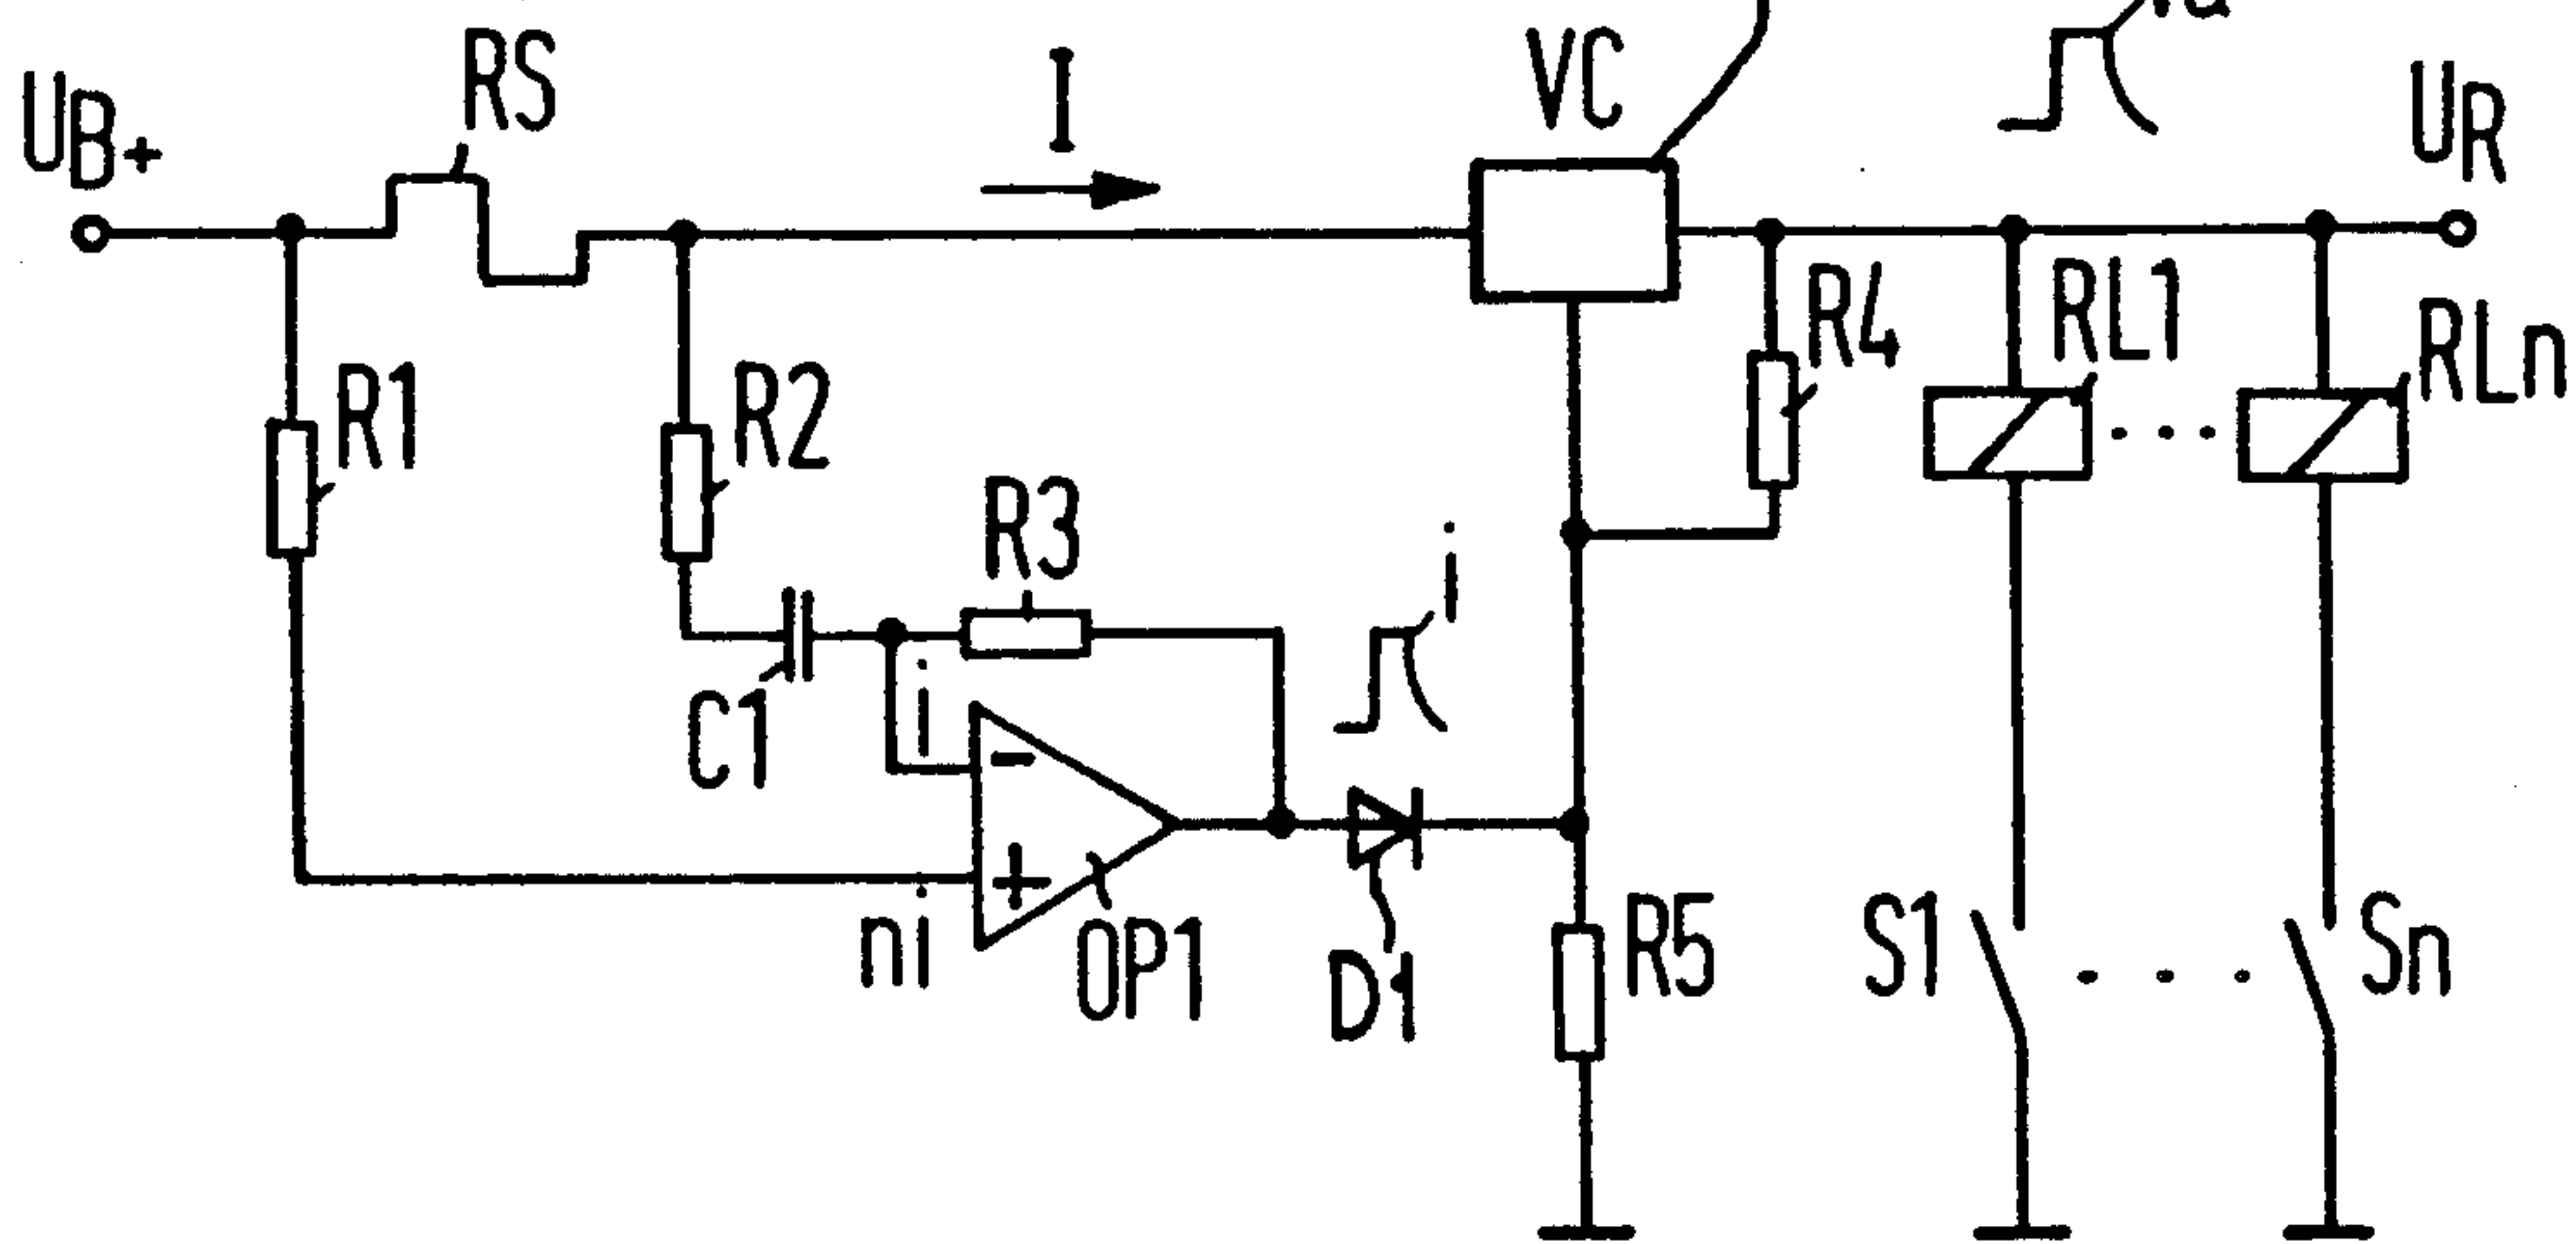 UB+
RS
I
VC
UR
R1
R2
R3
R4
RL1
RLn
i
C1
i
-
+
ni
OP1
D1
R5
S1
Sn